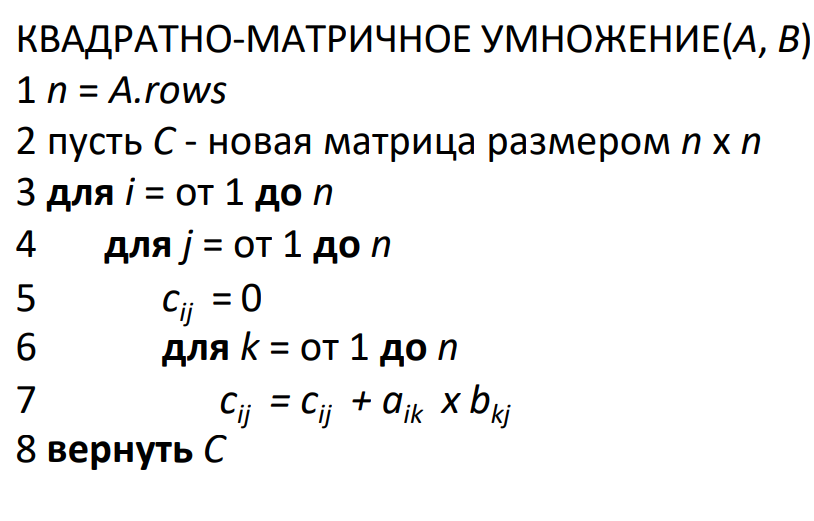 КВАДРАТНО-МАТРИЧНОЕ УМНОЖЕНИЕ(A, B)
1 n = A.rows
2 пусть C - новая матрица размером n x n
3 для i = от 1 до n
4 для j = от 1 до n
5 cij = 0
6 для k = от 1 до n
7 cij = cij + aik x bkj
8 вернуть C